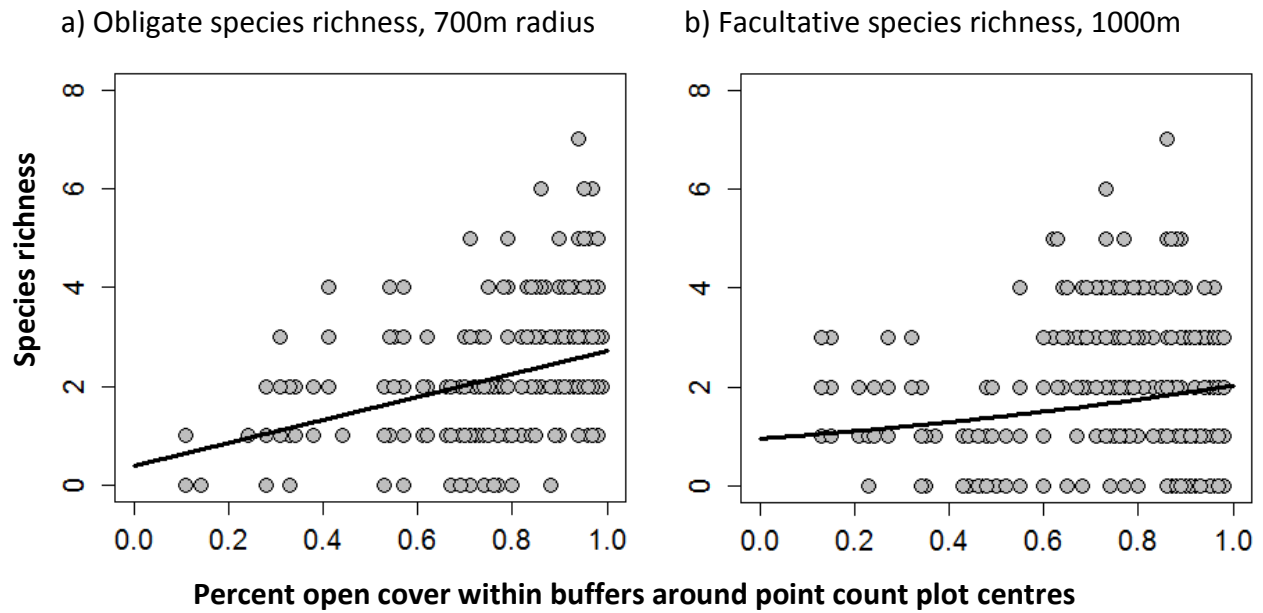 a) Obligate species richness, 700m radius
b) Facultative species richness, 1000m
Species richness
8
6
4
2
0
0.0 0.2 0.4 0.6 0.8 1.0
8
6
4
2
0
0.0 0.2 0.4 0.6 0.8 1.0
Percent open cover within buffers around point count plot centres